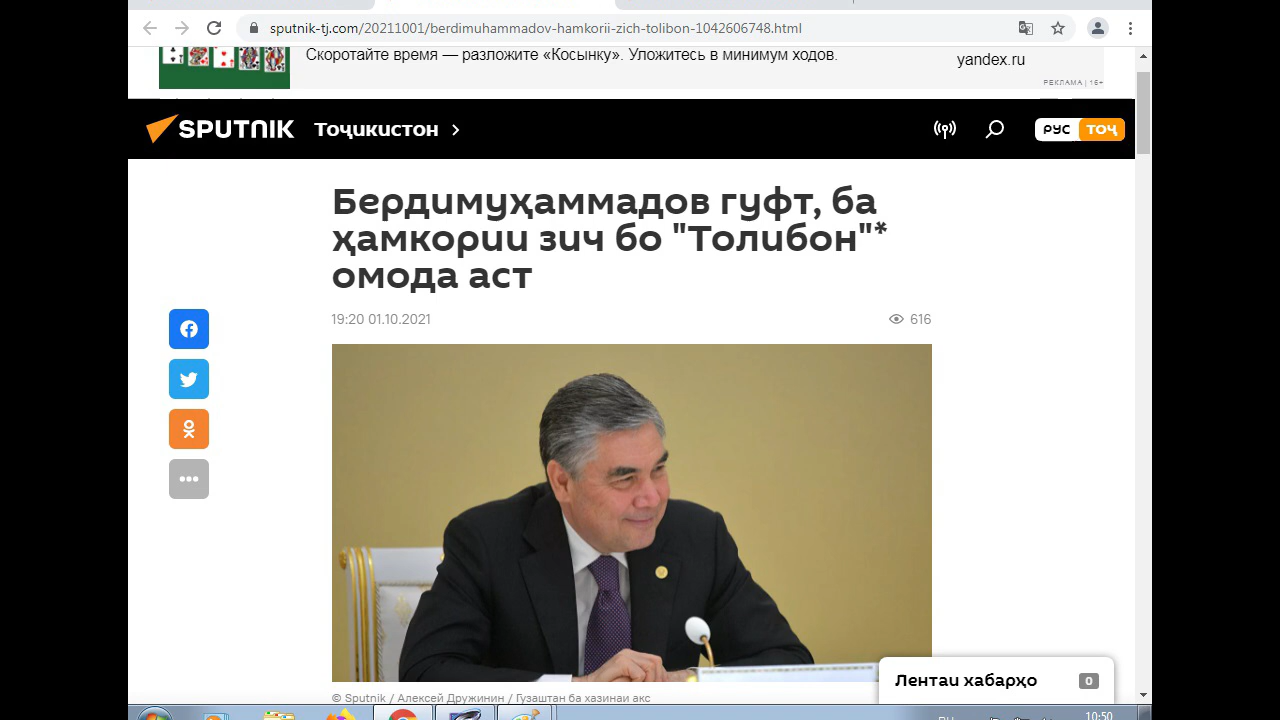 sputnik-tj.com/20211001/berdimuhammadov-hamkorii-zich-tolibon-1042606748.html
Скоротайте время — разложите «Косынку». Уложитесь в минимум ходов.
yandex.ru
РЕКЛАМА | 16+
SPUTNIK Тоҷикистон
РУС ТОҶ
Бердимуҳаммадов гуфт, ба
ҳамкории зич бо "Толибон"*
омода аст
19:20 01.10.2021
616
© Sputnik / Алексей Дружинин / Гузаштан ба хазинаи акс
Лентаи хабарҳо 0
10:50